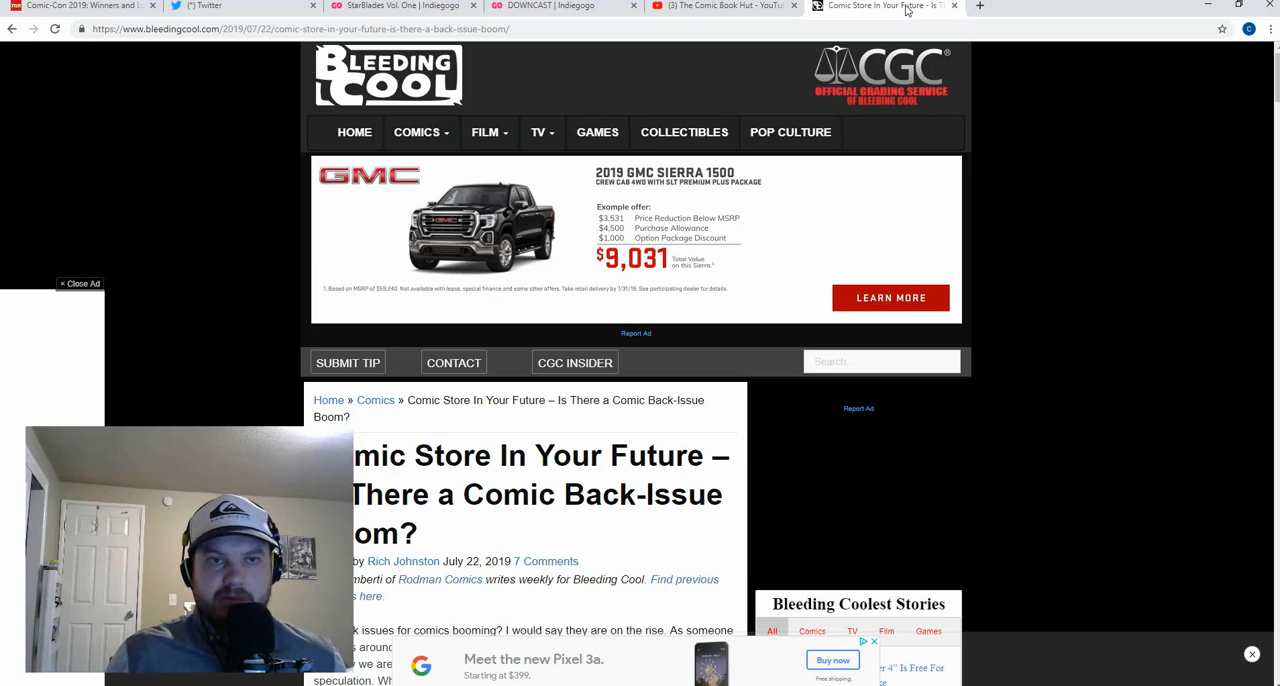 Comic-Con 2019: Winners and L
(*) Twitter
StarBlades Vol. One | Indiegogo
DOWNCAST | Indiegogo
(3) The Comic Book Hut - YouTu
Comic Store In Your Future - Is T
https://www.bleedingcool.com/2019/07/22/comic-store-in-your-future-is-there-a-back-issue-boom/
BLEEDING
COOL
CGC®
OFFICIAL GRADING SERVICE
OF BLEEDING COOL
HOME COMICS FILM TV GAMES COLLECTIBLES POP CULTURE
GMC
2019 GMC SIERRA 1500
CREW CAB 4WD WITH SLT PREMIUM PLUS PACKAGE
Example offer:
$3,531 Price Reduction Below MSRP
$4,500 Purchase Allowance
$1,000 Option Package Discount
$9,031 Total Value
on this Sierra.¹
1. Based on MSRP of $59,240. Not available with lease, special finance and some other offers. Take retail delivery by 7/31/19. See participating dealer for details.
LEARN MORE
× Close Ad
Report Ad
SUBMIT TIP CONTACT CGC INSIDER Search..
Home » Comics » Comic Store In Your Future – Is There a Comic Back-Issue
Boom?
Report Ad
mic Store In Your Future –
There a Comic Back-Issue
om?
by Rich Johnston July 22, 2019 7 Comments
mberti of Rodman Comics writes weekly for Bleeding Cool. Find previous
s here.
k issues for comics booming? I would say they are on the rise. As someone
s around
we are
speculation. Wh
Bleeding Coolest Stories
All Comics TV Film Games
er 4" Is Free For
ke
Meet the new Pixel 3a.
Starting at $399.
Buy now
Free shipping.